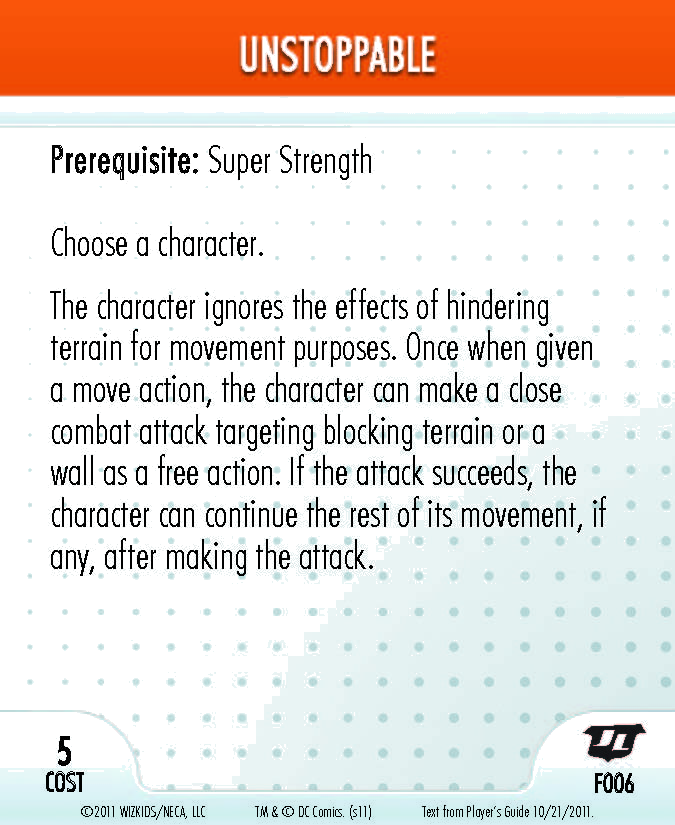 UNSTOPPABLE
Prerequisite: Super Strength
Choose a character.
The character ignores the effects of hindering
terrain for movement purposes. Once when given
a move action, the character can make a close
combat attack targeting blocking terrain or a
wall as a free action. If the attack succeeds, the
character can continue the rest of its movement, if
any, after making the attack.
5
COST
F006
©2011 WIZKIDS/NECA, LLC TM & © DC Comics. (s11) Text from Player's Guide 10/21/2011.